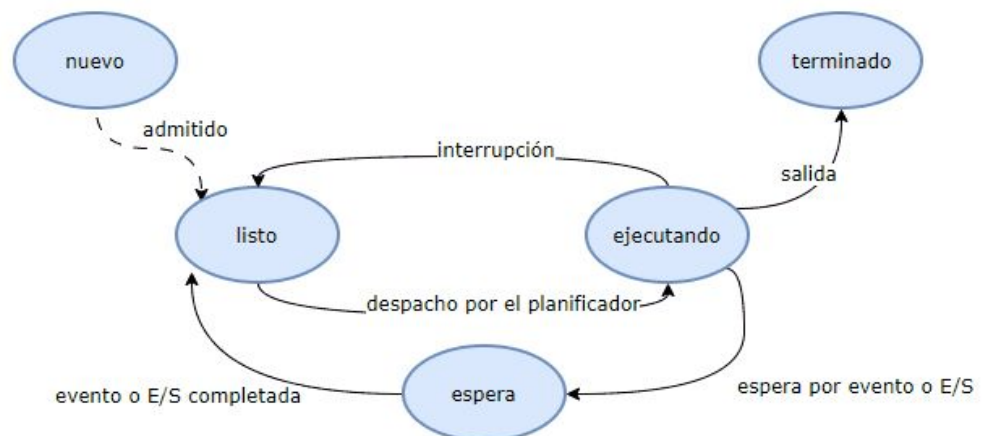 nuevo
terminado
admitido
interrupción
salida
listo
ejecutando
despacho por el planificador
evento o E/S completada
espera
espera por evento o E/S